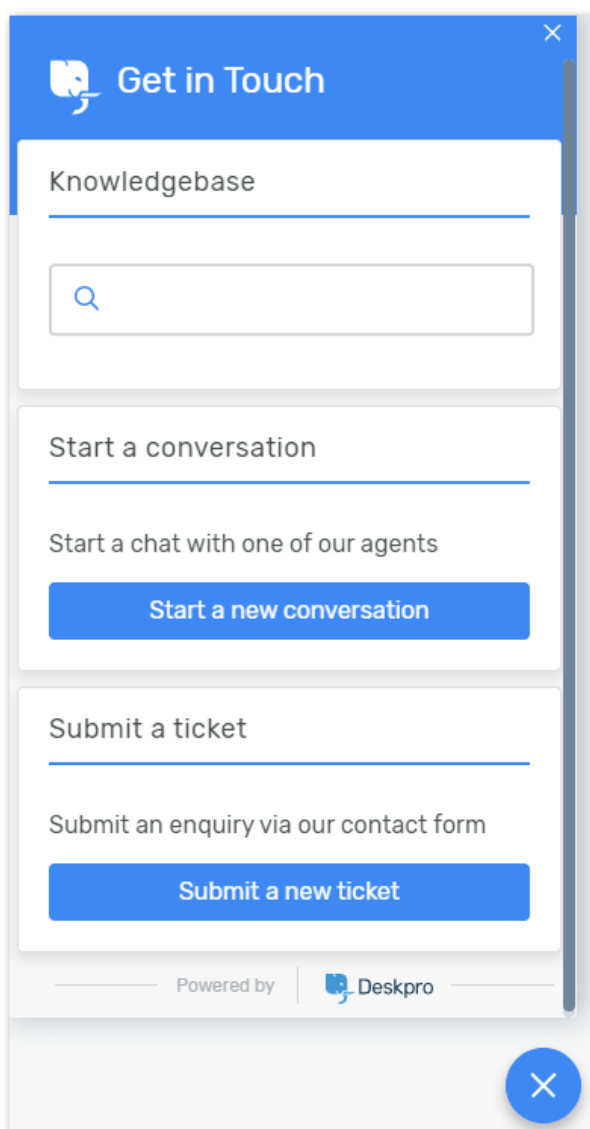 Get in Touch
Knowledgebase
Start a conversation
Start a chat with one of our agents
Start a new conversation
Submit a ticket
Submit an enquiry via our contact form
Submit a new ticket
Powered by Deskpro